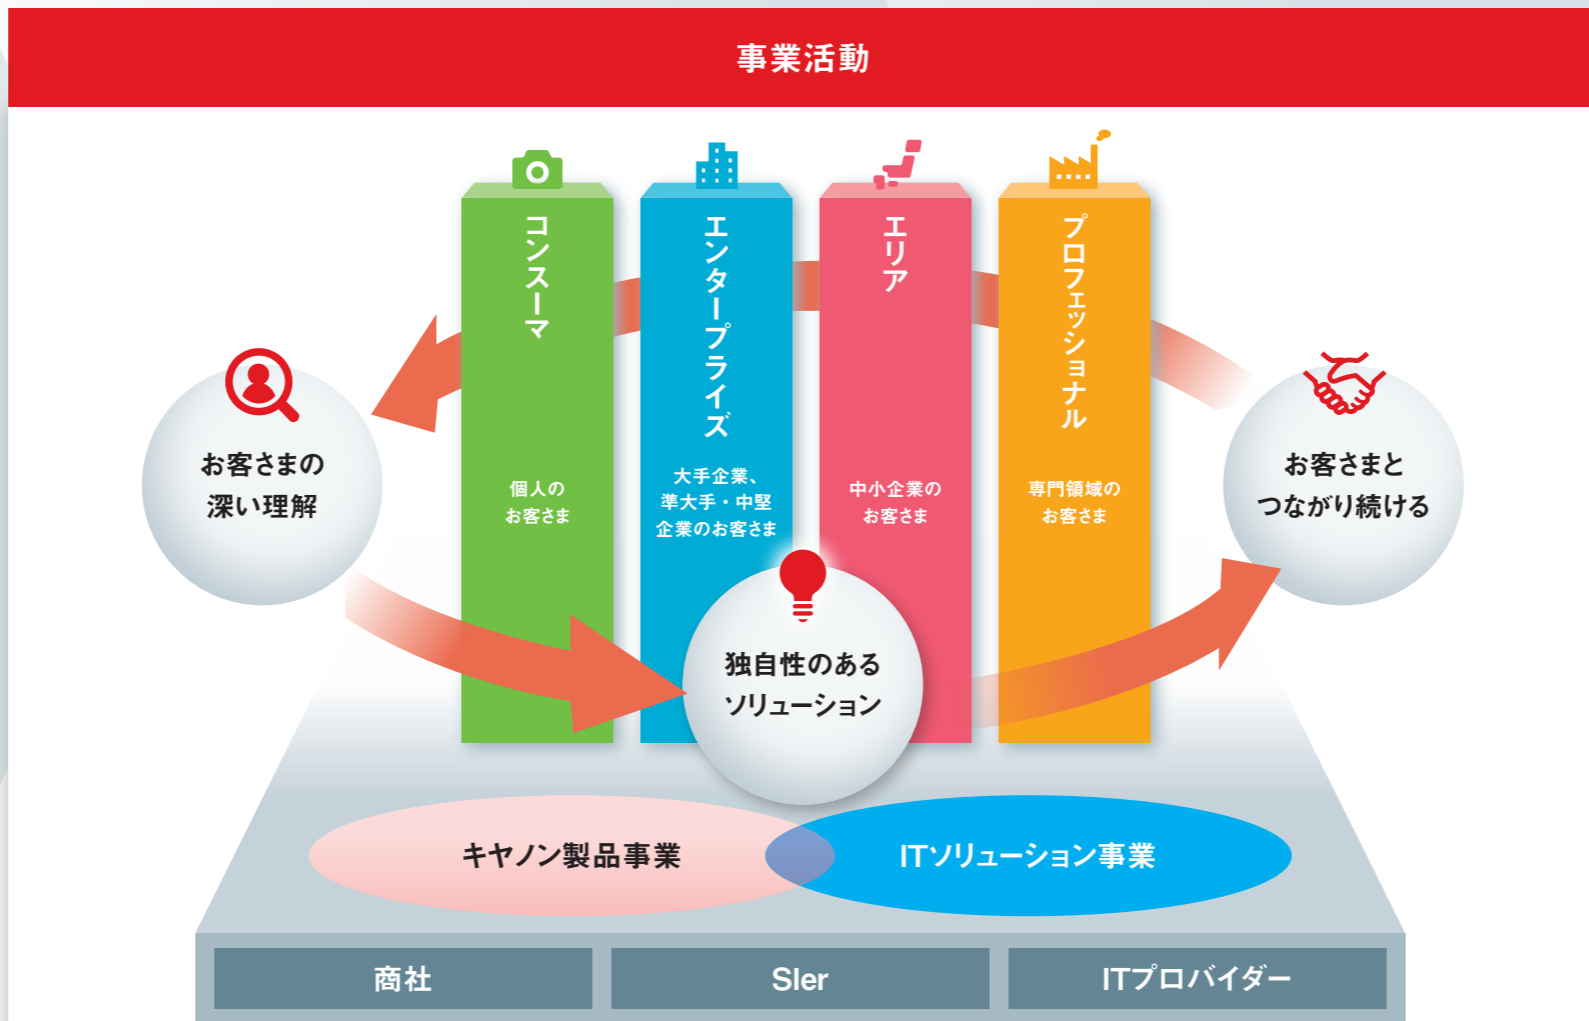 事業活動
コンスーマ
個人の
お客さま
エンタープライズ
大手企業、
準大手・中堅
企業のお客さま
エリア
中小企業の
お客さま
プロフェッショナル
専門領域の
お客さま
お客さまの
深い理解
独自性のある
ソリューション
お客さまと
つながり続ける
キヤノン製品事業
ITソリューション事業
商社
SIer
ITプロバイダー